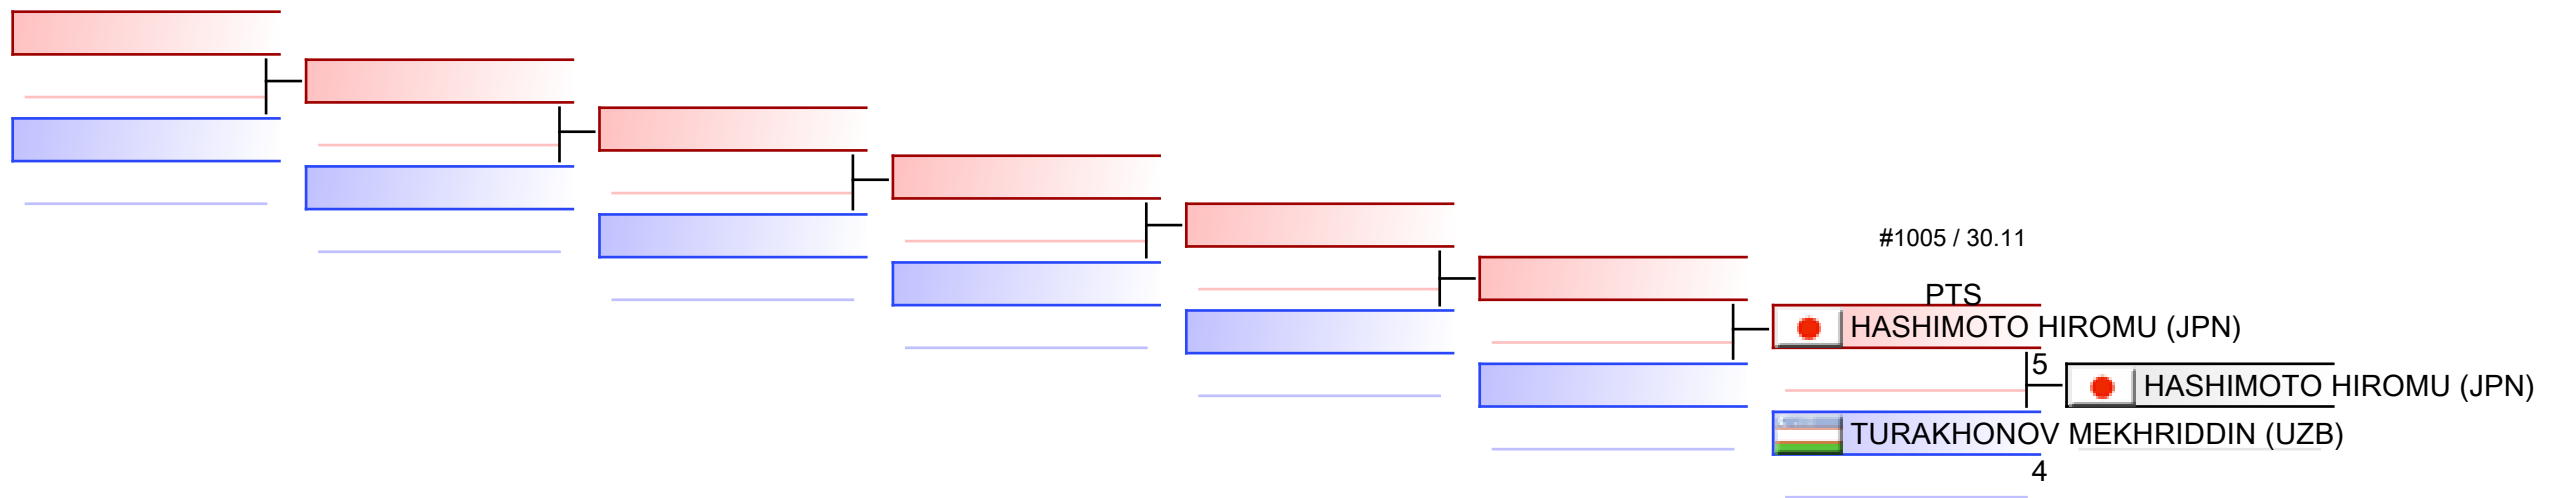 #1005 / 30.11
PTS
HASHIMOTO HIROMU (JPN)
5
HASHIMOTO HIROMU (JPN)
TURAKHONOV MEKHRIDDIN (UZB)
4